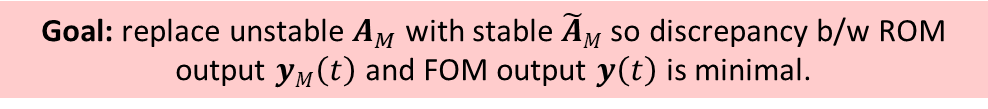 Goal: replace unstable 𝑨𝑀 with stable 𝑨̃𝑀 so discrepancy b/w ROM
output 𝒚𝑀(𝑡) and FOM output 𝒚(𝑡) is minimal.